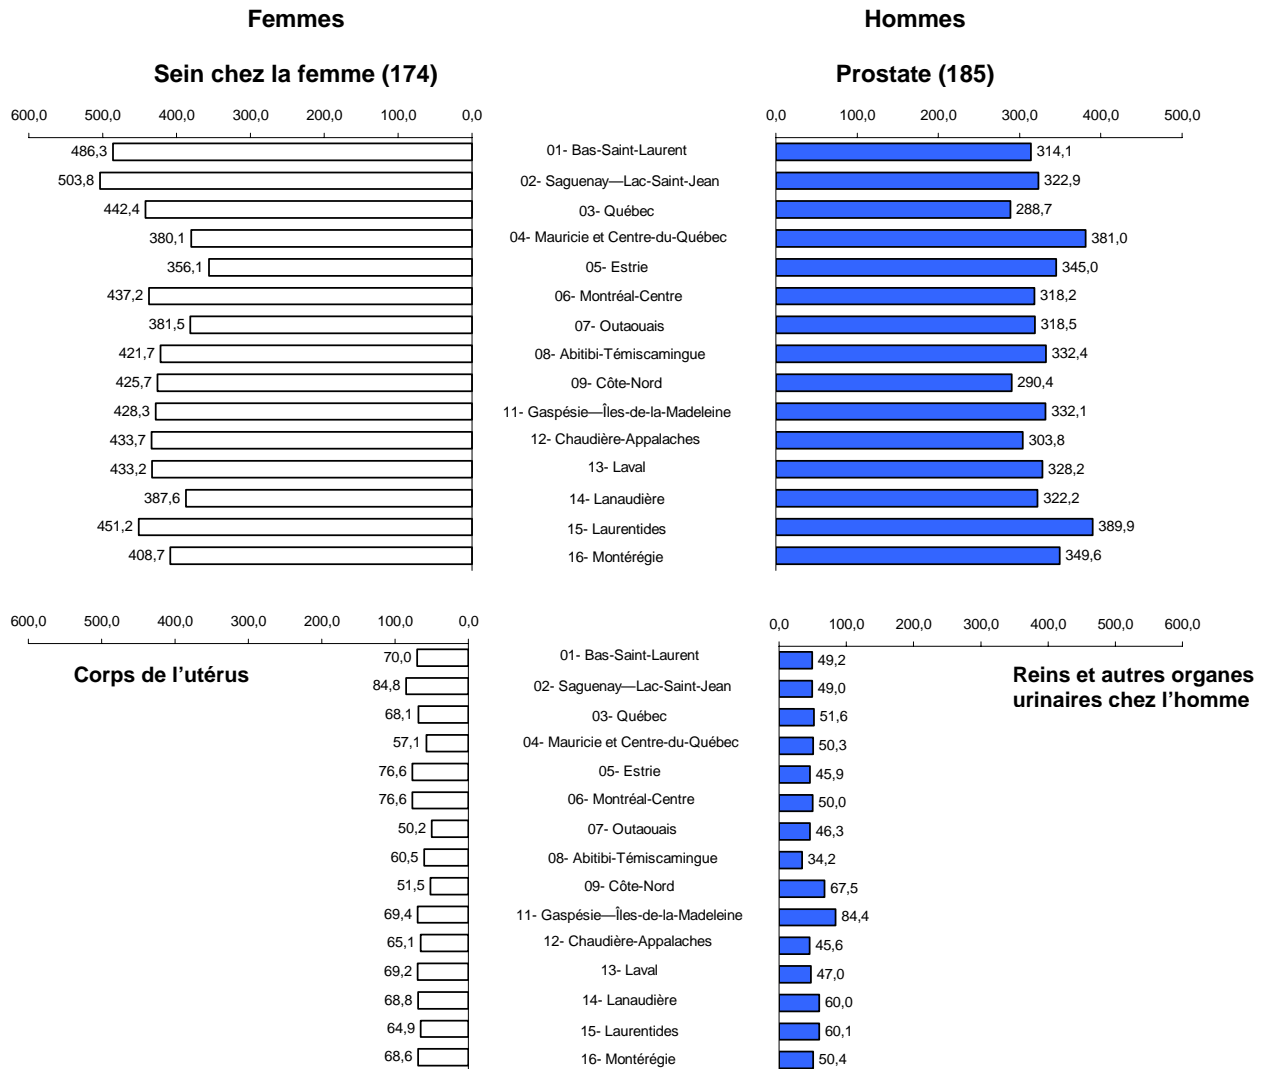 Femmes
Hommes
Sein chez la femme (174)
Prostate (185)
600,0 500,0 400,0 300,0 200,0 100,0 0,0
0,0 100,0 200,0 300,0 400,0 500,0
486,3 01- Bas-Saint-Laurent 314,1
503,8 02- Saguenay—Lac-Saint-Jean 322,9
442,4 03- Québec 288,7
380,1 04- Mauricie et Centre-du-Québec 381,0
356,1 05- Estrie 345,0
437,2 06- Montréal-Centre 318,2
381,5 07- Outaouais 318,5
421,7 08- Abitibi-Témiscamingue 332,4
425,7 09- Côte-Nord 290,4
428,3 11- Gaspésie—Îles-de-la-Madeleine 332,1
433,7 12- Chaudière-Appalaches 303,8
433,2 13- Laval 328,2
387,6 14- Lanaudière 322,2
451,2 15- Laurentides 389,9
408,7 16- Montérégie 349,6
600,0 500,0 400,0 300,0 200,0 100,0 0,0
0,0 100,0 200,0 300,0 400,0 500,0 600,0
Corps de l’utérus
Reins et autres organes
urinaires chez l’homme
70,0 01- Bas-Saint-Laurent 49,2
84,8 02- Saguenay—Lac-Saint-Jean 49,0
68,1 03- Québec 51,6
57,1 04- Mauricie et Centre-du-Québec 50,3
76,6 05- Estrie 45,9
76,6 06- Montréal-Centre 50,0
50,2 07- Outaouais 46,3
60,5 08- Abitibi-Témiscamingue 34,2
51,5 09- Côte-Nord 67,5
69,4 11- Gaspésie—Îles-de-la-Madeleine 84,4
65,1 12- Chaudière-Appalaches 45,6
69,2 13- Laval 47,0
68,8 14- Lanaudière 60,0
64,9 15- Laurentides 60,1
68,6 16- Montérégie 50,4